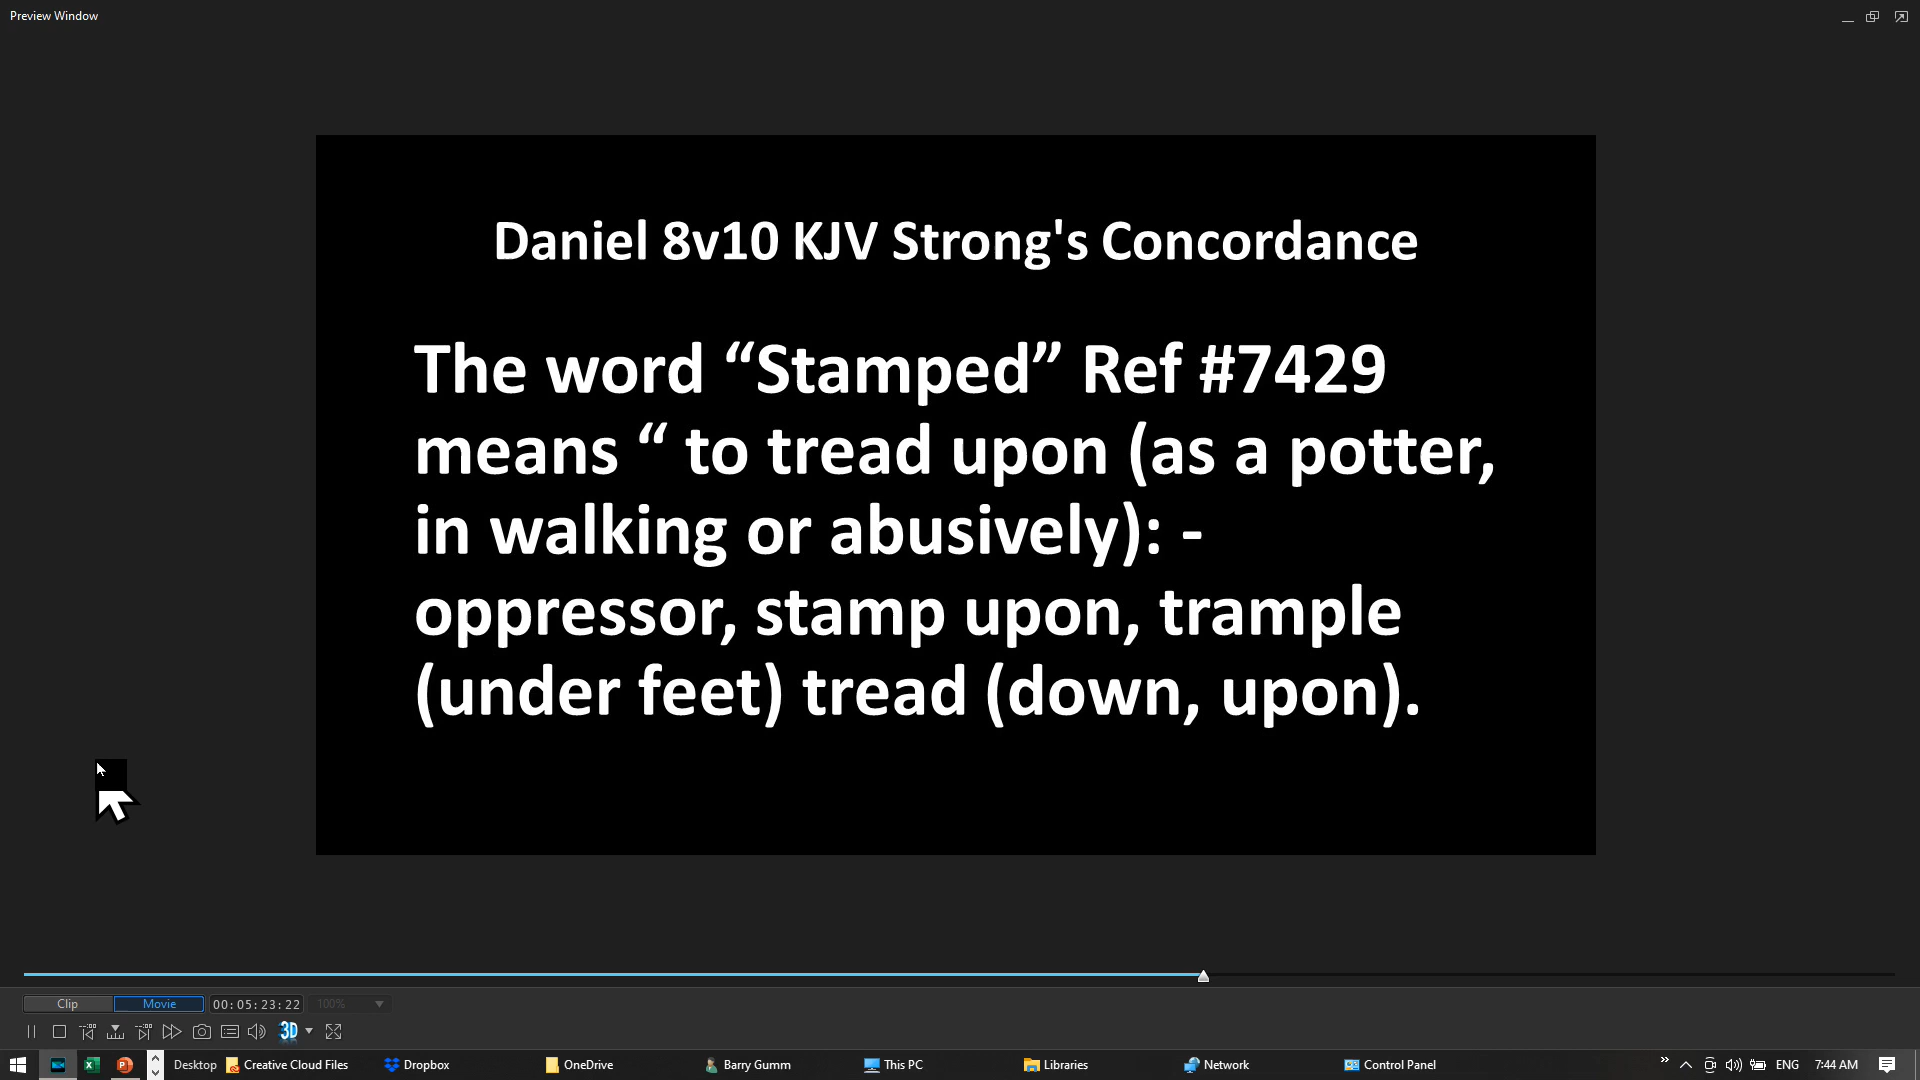 Preview Window
Daniel 8v10 KJV Strong's Concordance
The word “Stamped” Ref #7429
means “ to tread upon (as a potter,
in walking or abusively): -
oppressor, stamp upon, trample
(under feet) tread (down, upon).
Clip Movie 00:05:23:22 100%
3D
Desktop Creative Cloud Files Dropbox OneDrive Barry Gumm This PC Libraries Network Control Panel » ENG 7:44 AM